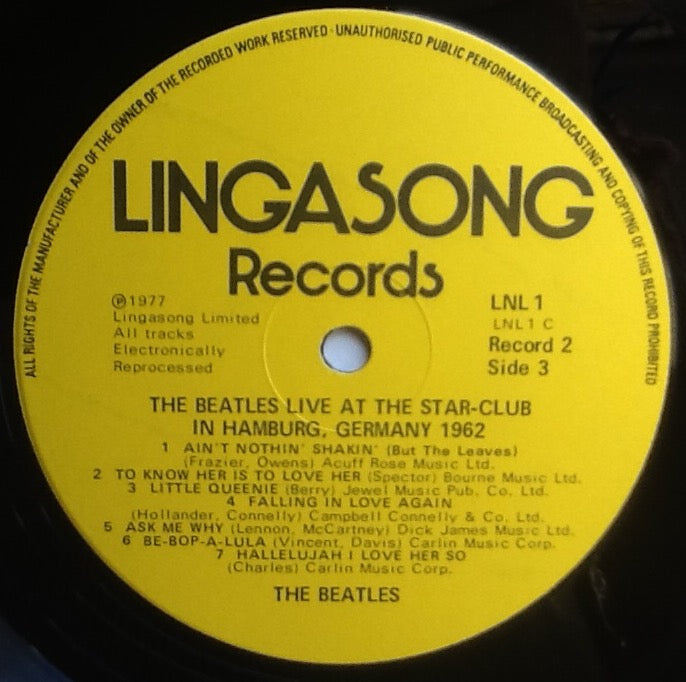 ALL RIGHTS OF THE MANUFACTURER AND OF THE OWNER OF THE RECORDED WORK RESERVED · UNAUTHORISED PUBLIC PERFORMANCE BROADCASTING AND COPYING OF THIS RECORD PROHIBITED
LINGASONG
Records
℗1977
Lingasong Limited
All tracks
Electronically
Reprocessed
LNL 1
LNL 1 C
Record 2
Side 3
THE BEATLES LIVE AT THE STAR-CLUB
IN HAMBURG, GERMANY 1962
1 AIN'T NOTHIN' SHAKIN' (But The Leaves)
(Frazier, Owens) Acuff Rose Music Ltd.
2 TO KNOW HER IS TO LOVE HER (Spector) Bourne Music Ltd.
3 LITTLE QUEENIE (Berry) Jewel Music Pub. Co. Ltd.
4 FALLING IN LOVE AGAIN
(Hollander, Connelly) Campbell Connelly & Co. Ltd.
5 ASK ME WHY (Lennon, McCartney) Dick James Music Ltd.
6 BE-BOP-A-LULA (Vincent, Davis) Carlin Music Corp.
7 HALLELUJAH I LOVE HER SO
(Charles) Carlin Music Corp.
THE BEATLES